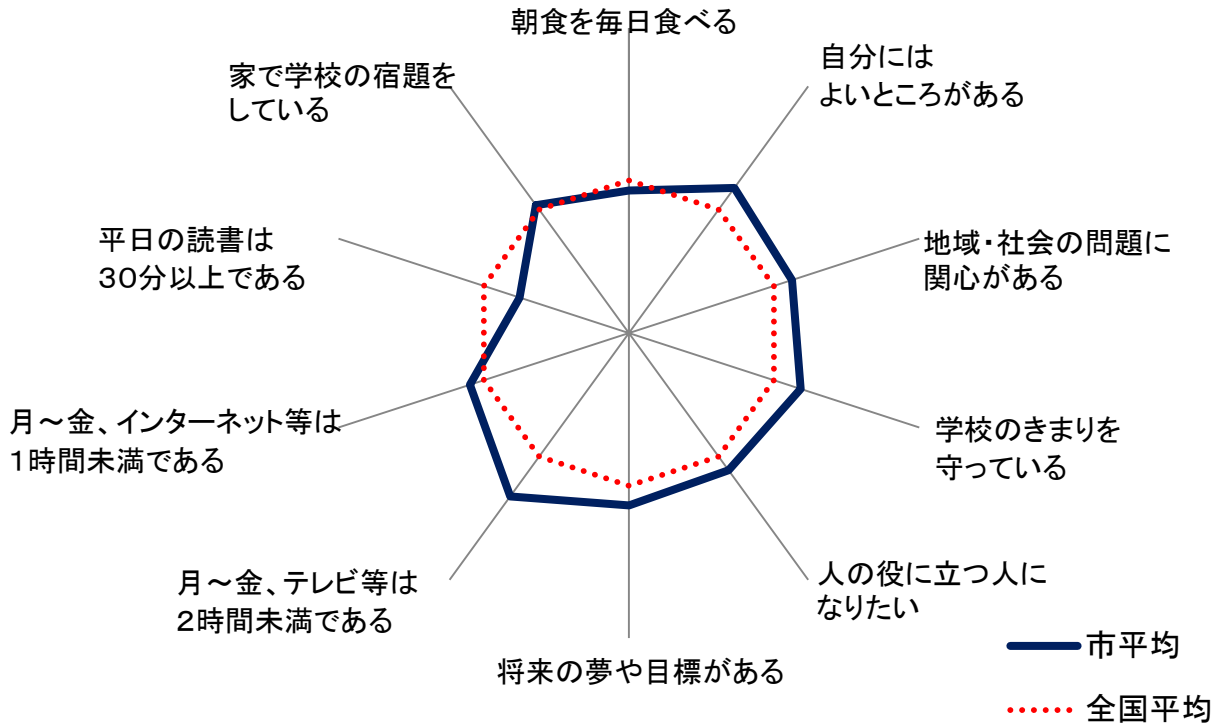 朝食を毎日食べる
自分には
よいところがある
地域・社会の問題に
関心がある
学校のきまりを
守っている
人の役に立つ人に
なりたい
将来の夢や目標がある
月～金、テレビ等は
２時間未満である
月～金、インターネット等は
１時間未満である
平日の読書は
３０分以上である
家で学校の宿題を
している
市平均
全国平均